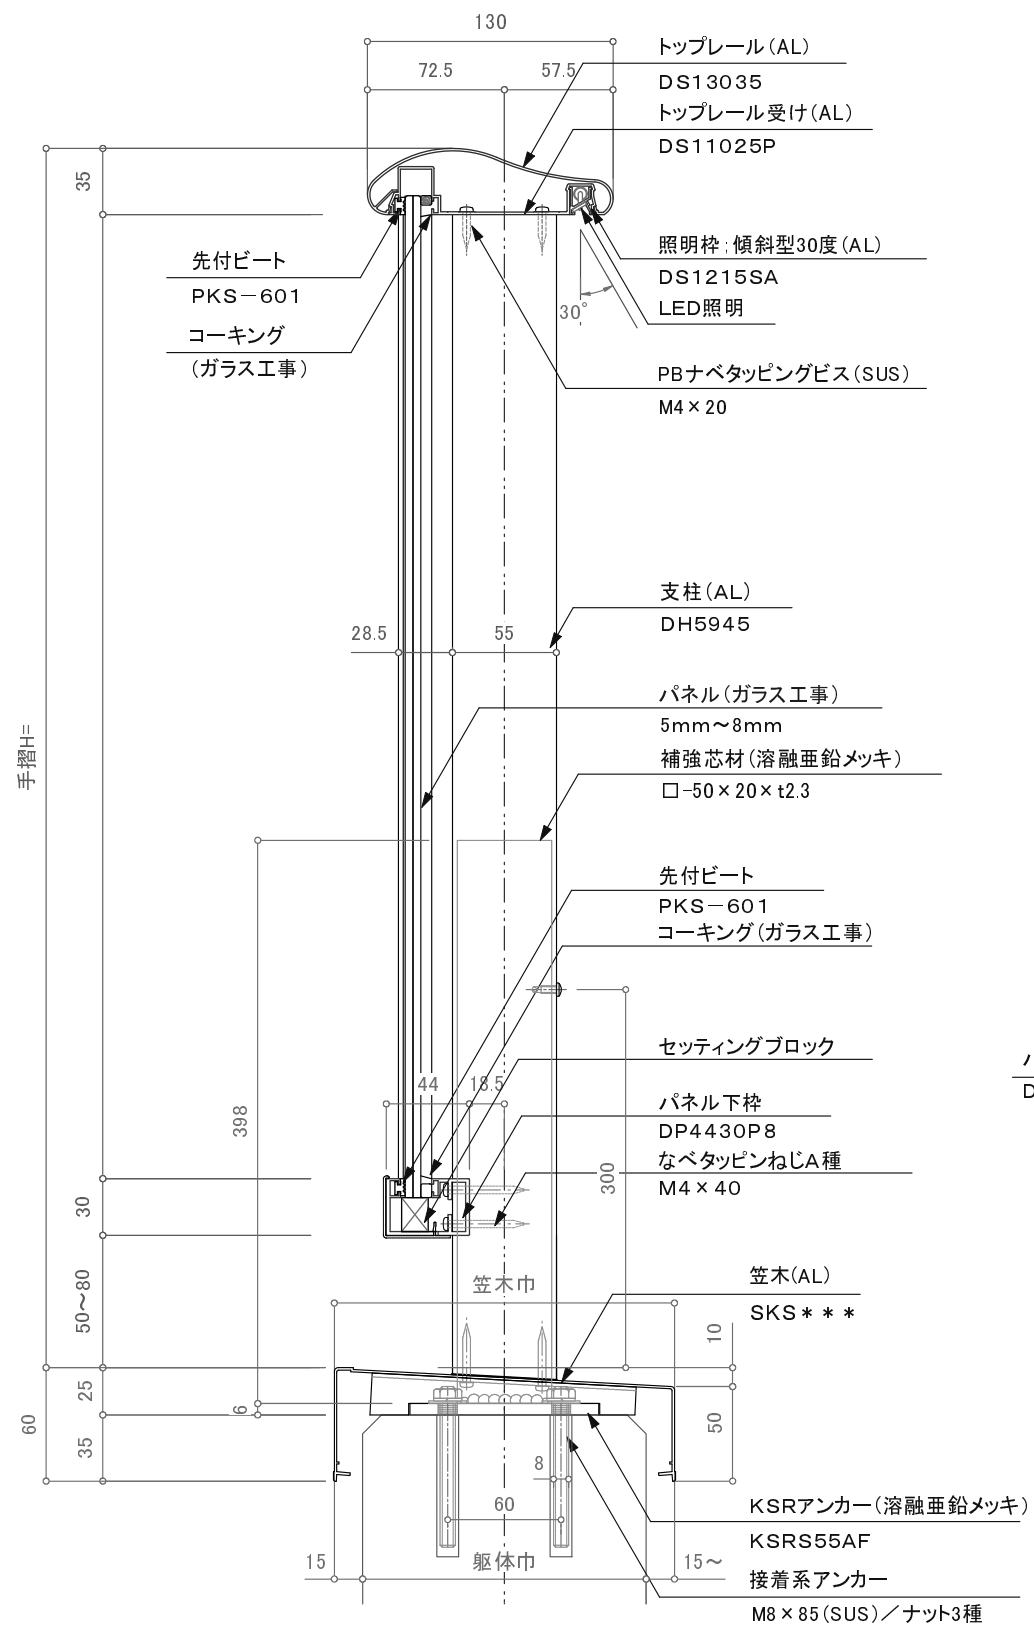 130
72.5
57.5
トップレール(AL)
DS13035
トップレール受け(AL)
DS11025P
35
照明枠;傾斜型30度(AL)
DS1215SA
LED照明
30°
先付ビート
PKS-601
コーキング
(ガラス工事)
PBナベタッピングビス(SUS)
M4×20
支柱(AL)
DH5945
28.5
55
パネル(ガラス工事)
5mm~8mm
補強芯材(溶融亜鉛メッキ)
□-50×20×t2.3
手摺H=
先付ビート
PKS-601
コーキング(ガラス工事)
セッティングブロック
44
18.5
パネル下枠
DP4430P8
なべタッピンねじA種
M4×40
398
300
30
50~80
笠木巾
笠木(AL)
SKS***
10
25
6
60
35
50
8
60
KSRアンカー(溶融亜鉛メッキ)
KSRS55AF
15
躯体巾
15~
接着系アンカー
M8×85(SUS)/ナット3種